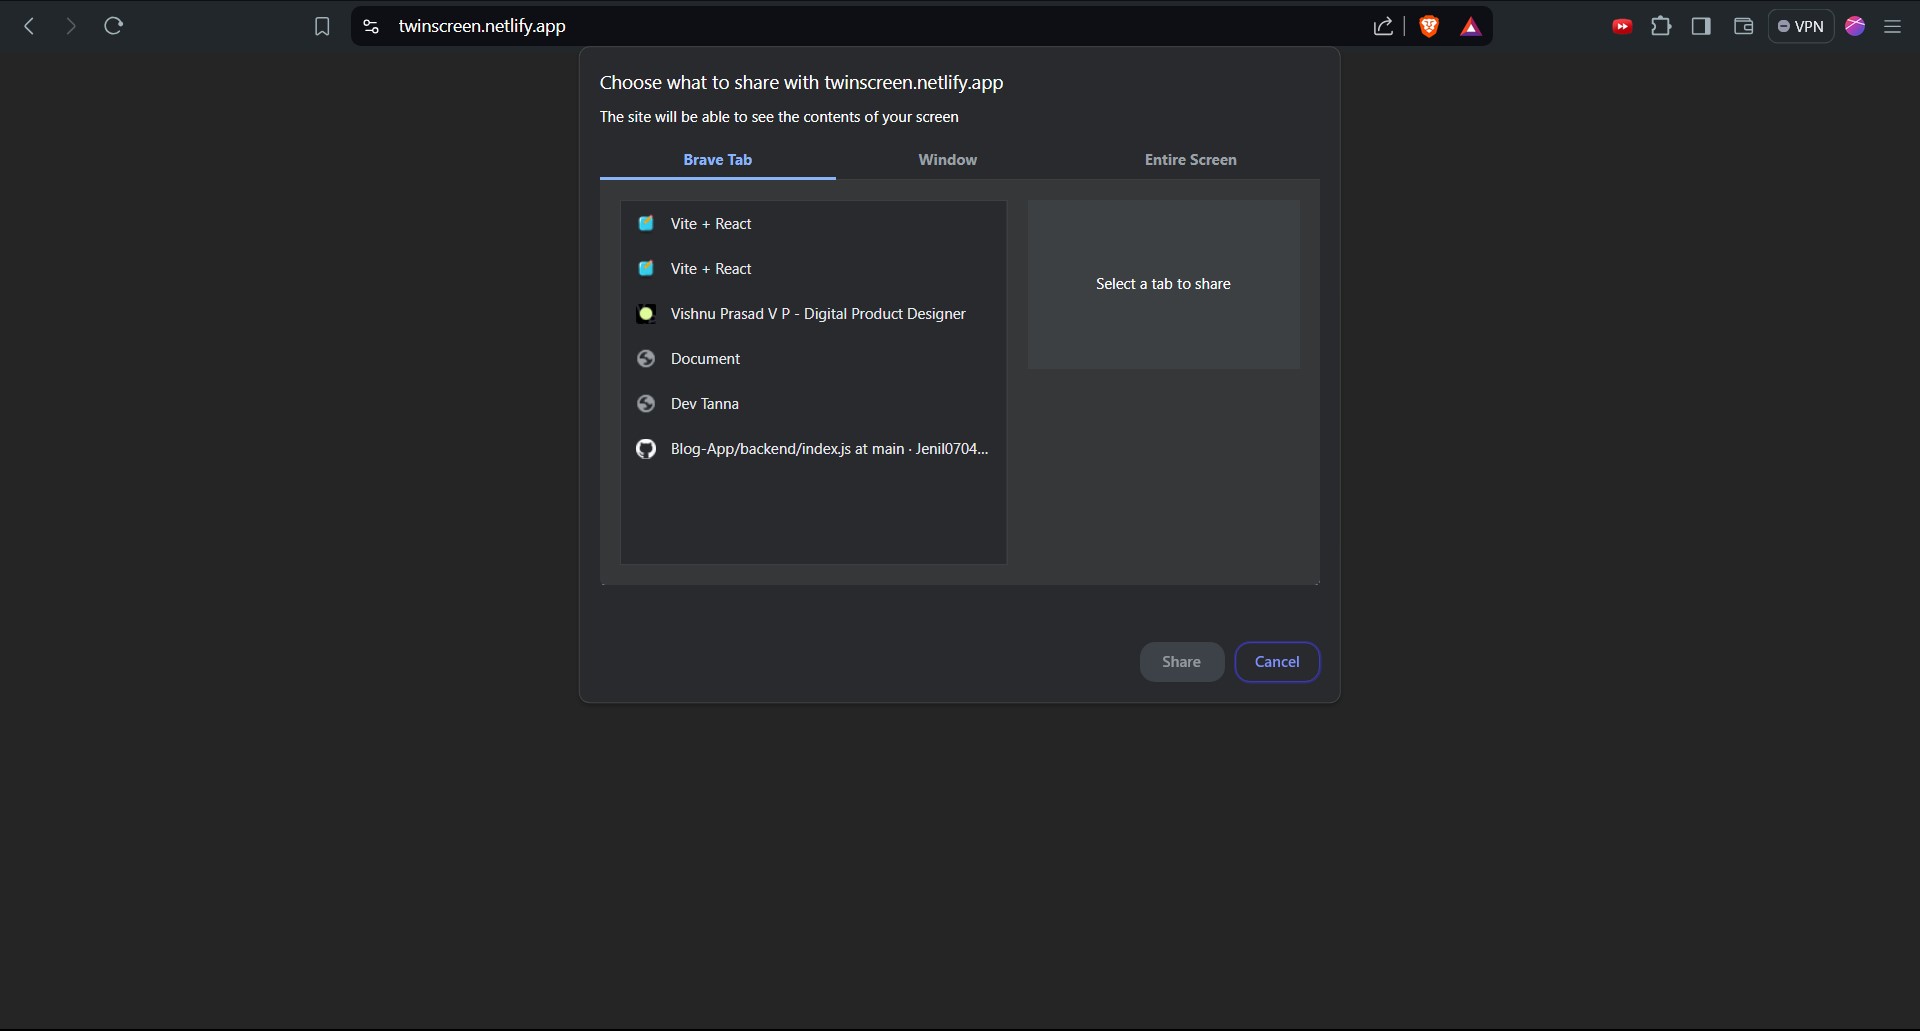 twinscreen.netlify.app
VPN
Choose what to share with twinscreen.netlify.app
The site will be able to see the contents of your screen
Brave Tab Window Entire Screen
Vite + React
Vite + React
Vishnu Prasad V P - Digital Product Designer
Document
Dev Tanna
Blog-App/backend/index.js at main · Jenil0704...
Select a tab to share
Share Cancel